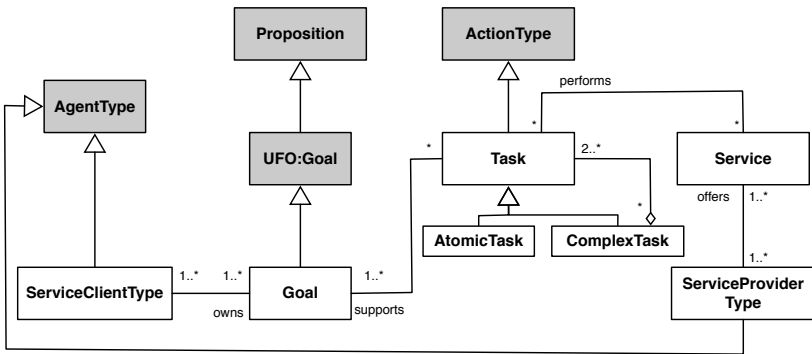 Proposition
ActionType
AgentType
performs
*
*
UFO:Goal
*
Task
2..*
Service
*
offers
1..*
AtomicTask
ComplexTask
1..*
1..*
1..*
1..*
ServiceClientType
Goal
ServiceProvider
Type
owns
supports